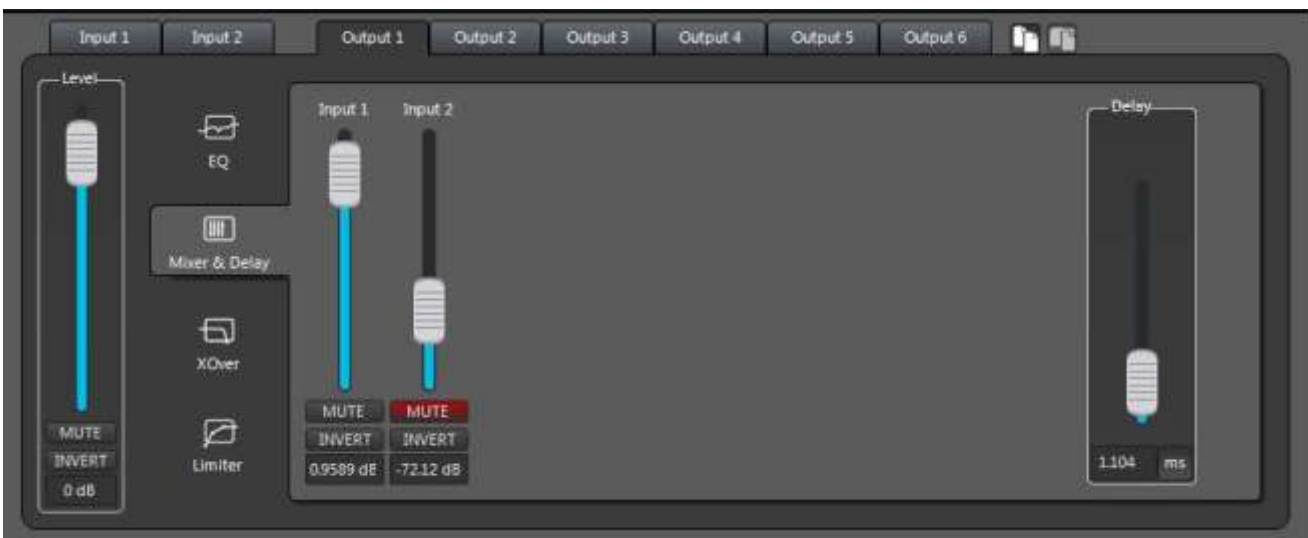 Input 1 Input 2 Output 1 Output 2 Output 3 Output 4 Output 5 Output 6
Level
Input 1 Input 2
Delay
EQ
Mixer & Delay
XOver
Limiter
MUTE
INVERT
0 dB
MUTE MUTE
INVERT INVERT
0.9589 dB -72.12 dB
1.104 ms